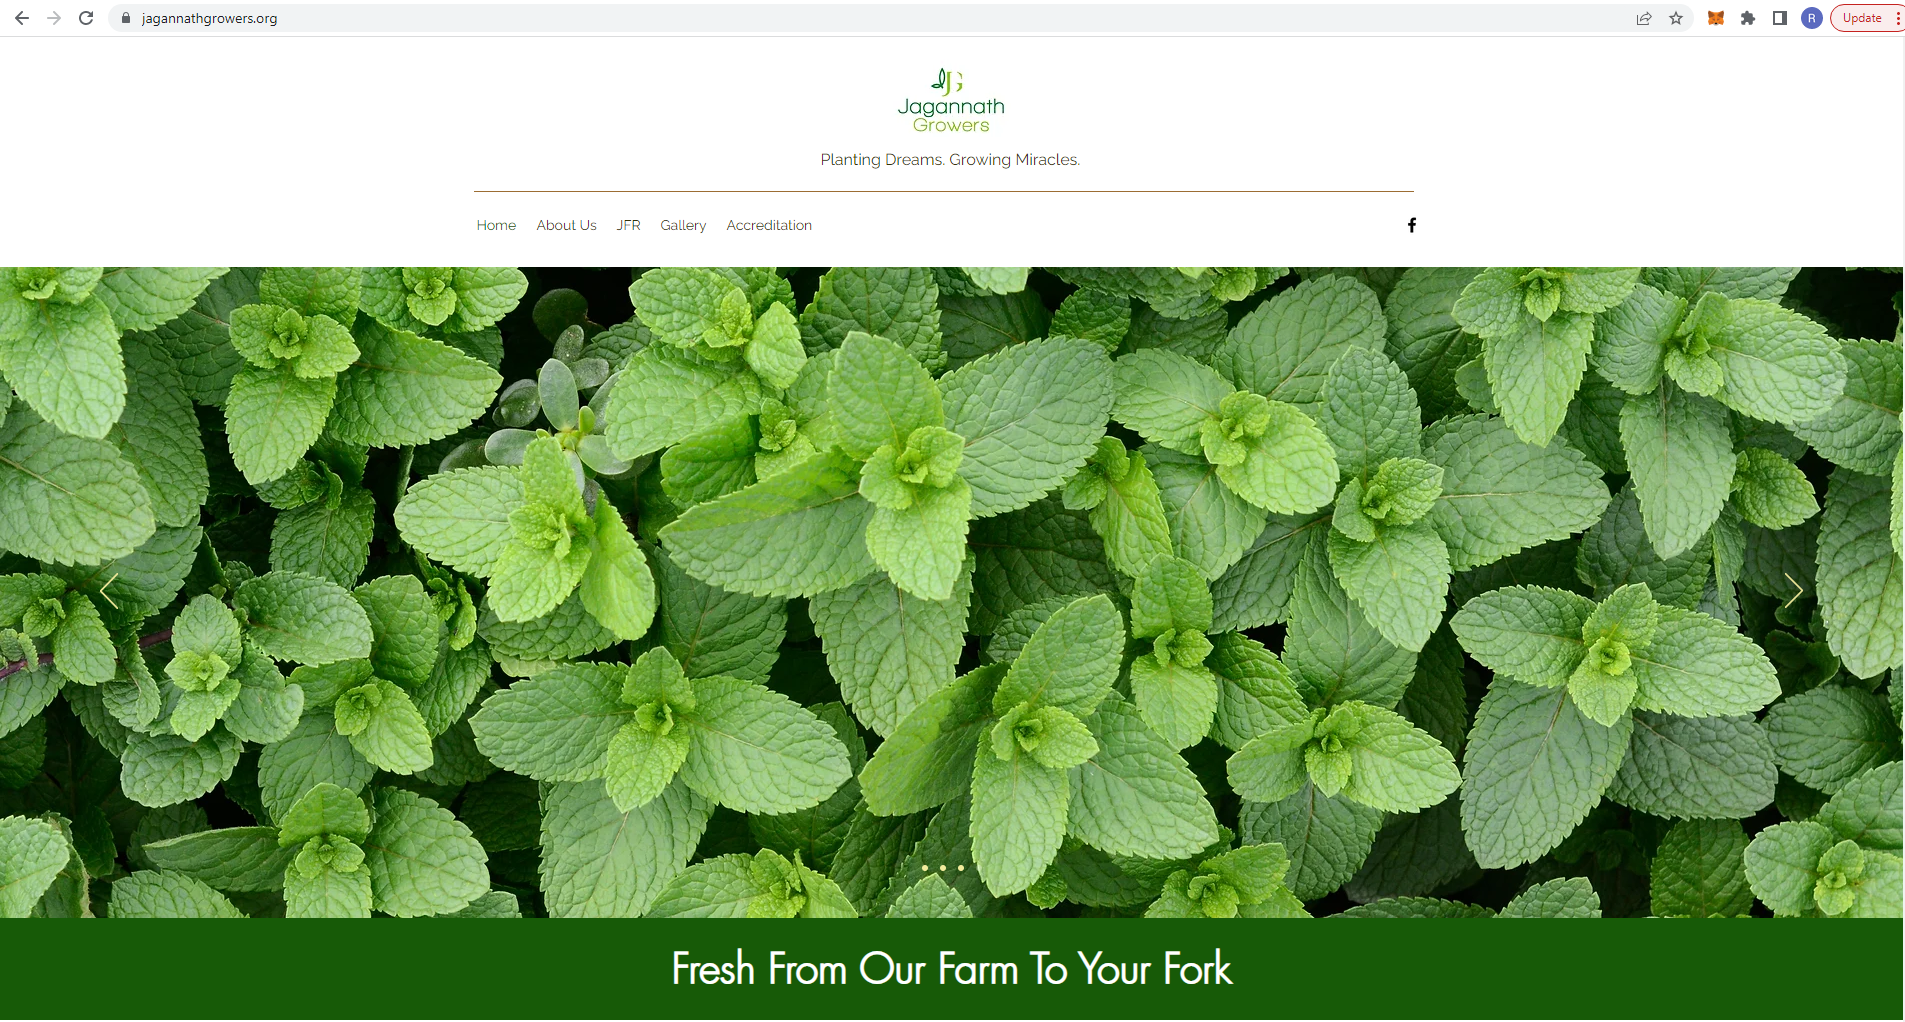 jagannathgrowers.org
R
Update
JG
Jagannath
Growers
Planting Dreams. Growing Miracles.
Home About Us JFR Gallery Accreditation
Fresh From Our Farm To Your Fork